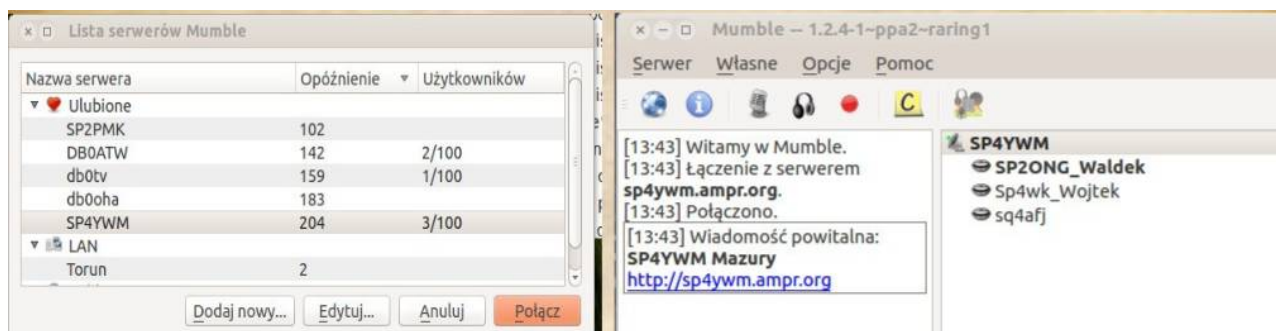 Lista serwerów Mumble
Nazwa serwera Opóźnienie Użytkowników
Ulubione
SP2PMK 102
DB0ATW 142 2/100
db0tv 159 1/100
db0oha 183
SP4YWM 204 3/100
LAN
Torun 2
Dodaj nowy... Edytuj... Anuluj Połącz
Mumble -- 1.2.4-1~ppa2~raring1
Serwer Własne Opcje Pomoc
C
[13:43] Witamy w Mumble.
[13:43] Łączenie z serwerem
sp4ywm.ampr.org.
[13:43] Połączono.
[13:43] Wiadomość powitalna:
SP4YWM Mazury
http://sp4ywm.ampr.org
SP4YWM
SP2ONG_Waldek
Sp4wk_Wojtek
sq4afj